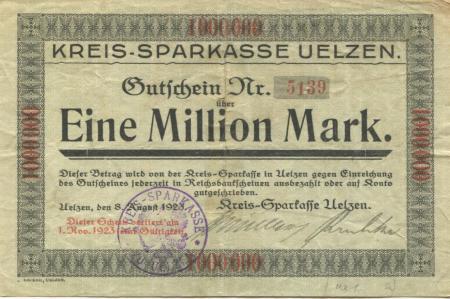 1000000
KREIS-SPARKASSE UELZEN.
Gutschein Nr. 5139
über
Eine Million Mark.
1000000
1000000
Dieser Betrag wird von der Kreis-Sparkasse in Uelzen gegen Einreichung
des Gutscheines jederzeit in Reichsbankscheinen ausbezahlt oder auf Konto
gutgeschrieben.
Uelzen, den 8. August 1923.
Kreis-Sparkasse Uelzen.
Dieser Schein verliert am
1. Nov. 1923 seine Gültigkeit
SPARKASSE
1000000
UELZEN.